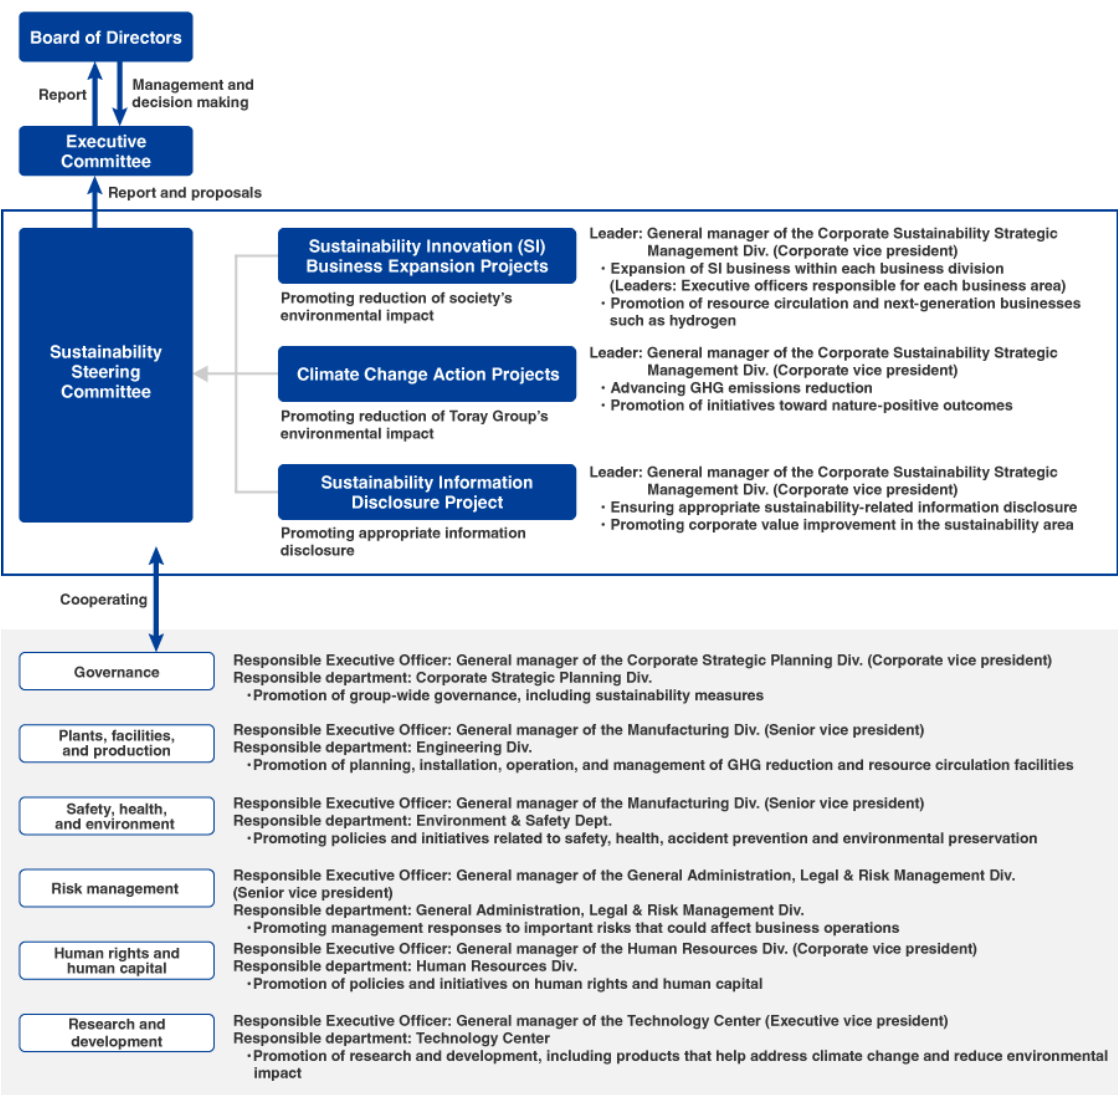 Board of Directors
Report
Management and
decision making
Executive
Committee
Report and proposals
Sustainability
Steering
Committee
Sustainability Innovation (SI)
Business Expansion Projects
Promoting reduction of society's
environmental impact
Leader: General manager of the Corporate Sustainability Strategic
Management Div. (Corporate vice president)
・Expansion of SI business within each business division
(Leaders: Executive officers responsible for each business area)
・Promotion of resource circulation and next-generation businesses
such as hydrogen
Climate Change Action Projects
Promoting reduction of Toray Group's
environmental impact
Leader: General manager of the Corporate Sustainability Strategic
Management Div. (Corporate vice president)
・Advancing GHG emissions reduction
・Promotion of initiatives toward nature-positive outcomes
Sustainability Information
Disclosure Project
Promoting appropriate information
disclosure
Leader: General manager of the Corporate Sustainability Strategic
Management Div. (Corporate vice president)
・Ensuring appropriate sustainability-related information disclosure
・Promoting corporate value improvement in the sustainability area
Cooperating
Governance
Responsible Executive Officer: General manager of the Corporate Strategic Planning Div. (Corporate vice president)
Responsible department: Corporate Strategic Planning Div.
・Promotion of group-wide governance, including sustainability measures
Plants, facilities,
and production
Responsible Executive Officer: General manager of the Manufacturing Div. (Senior vice president)
Responsible department: Engineering Div.
・Promotion of planning, installation, operation, and management of GHG reduction and resource circulation facilities
Safety, health,
and environment
Responsible Executive Officer: General manager of the Manufacturing Div. (Senior vice president)
Responsible department: Environment & Safety Dept.
・Promoting policies and initiatives related to safety, health, accident prevention and environmental preservation
Risk management
Responsible Executive Officer: General manager of the General Administration, Legal & Risk Management Div.
(Senior vice president)
Responsible department: General Administration, Legal & Risk Management Div.
・Promoting management responses to important risks that could affect business operations
Human rights and
human capital
Responsible Executive Officer: General manager of the Human Resources Div. (Corporate vice president)
Responsible department: Human Resources Div.
・Promotion of policies and initiatives on human rights and human capital
Research and
development
Responsible Executive Officer: General manager of the Technology Center (Executive vice president)
Responsible department: Technology Center
・Promotion of research and development, including products that help address climate change and reduce environmental
impact